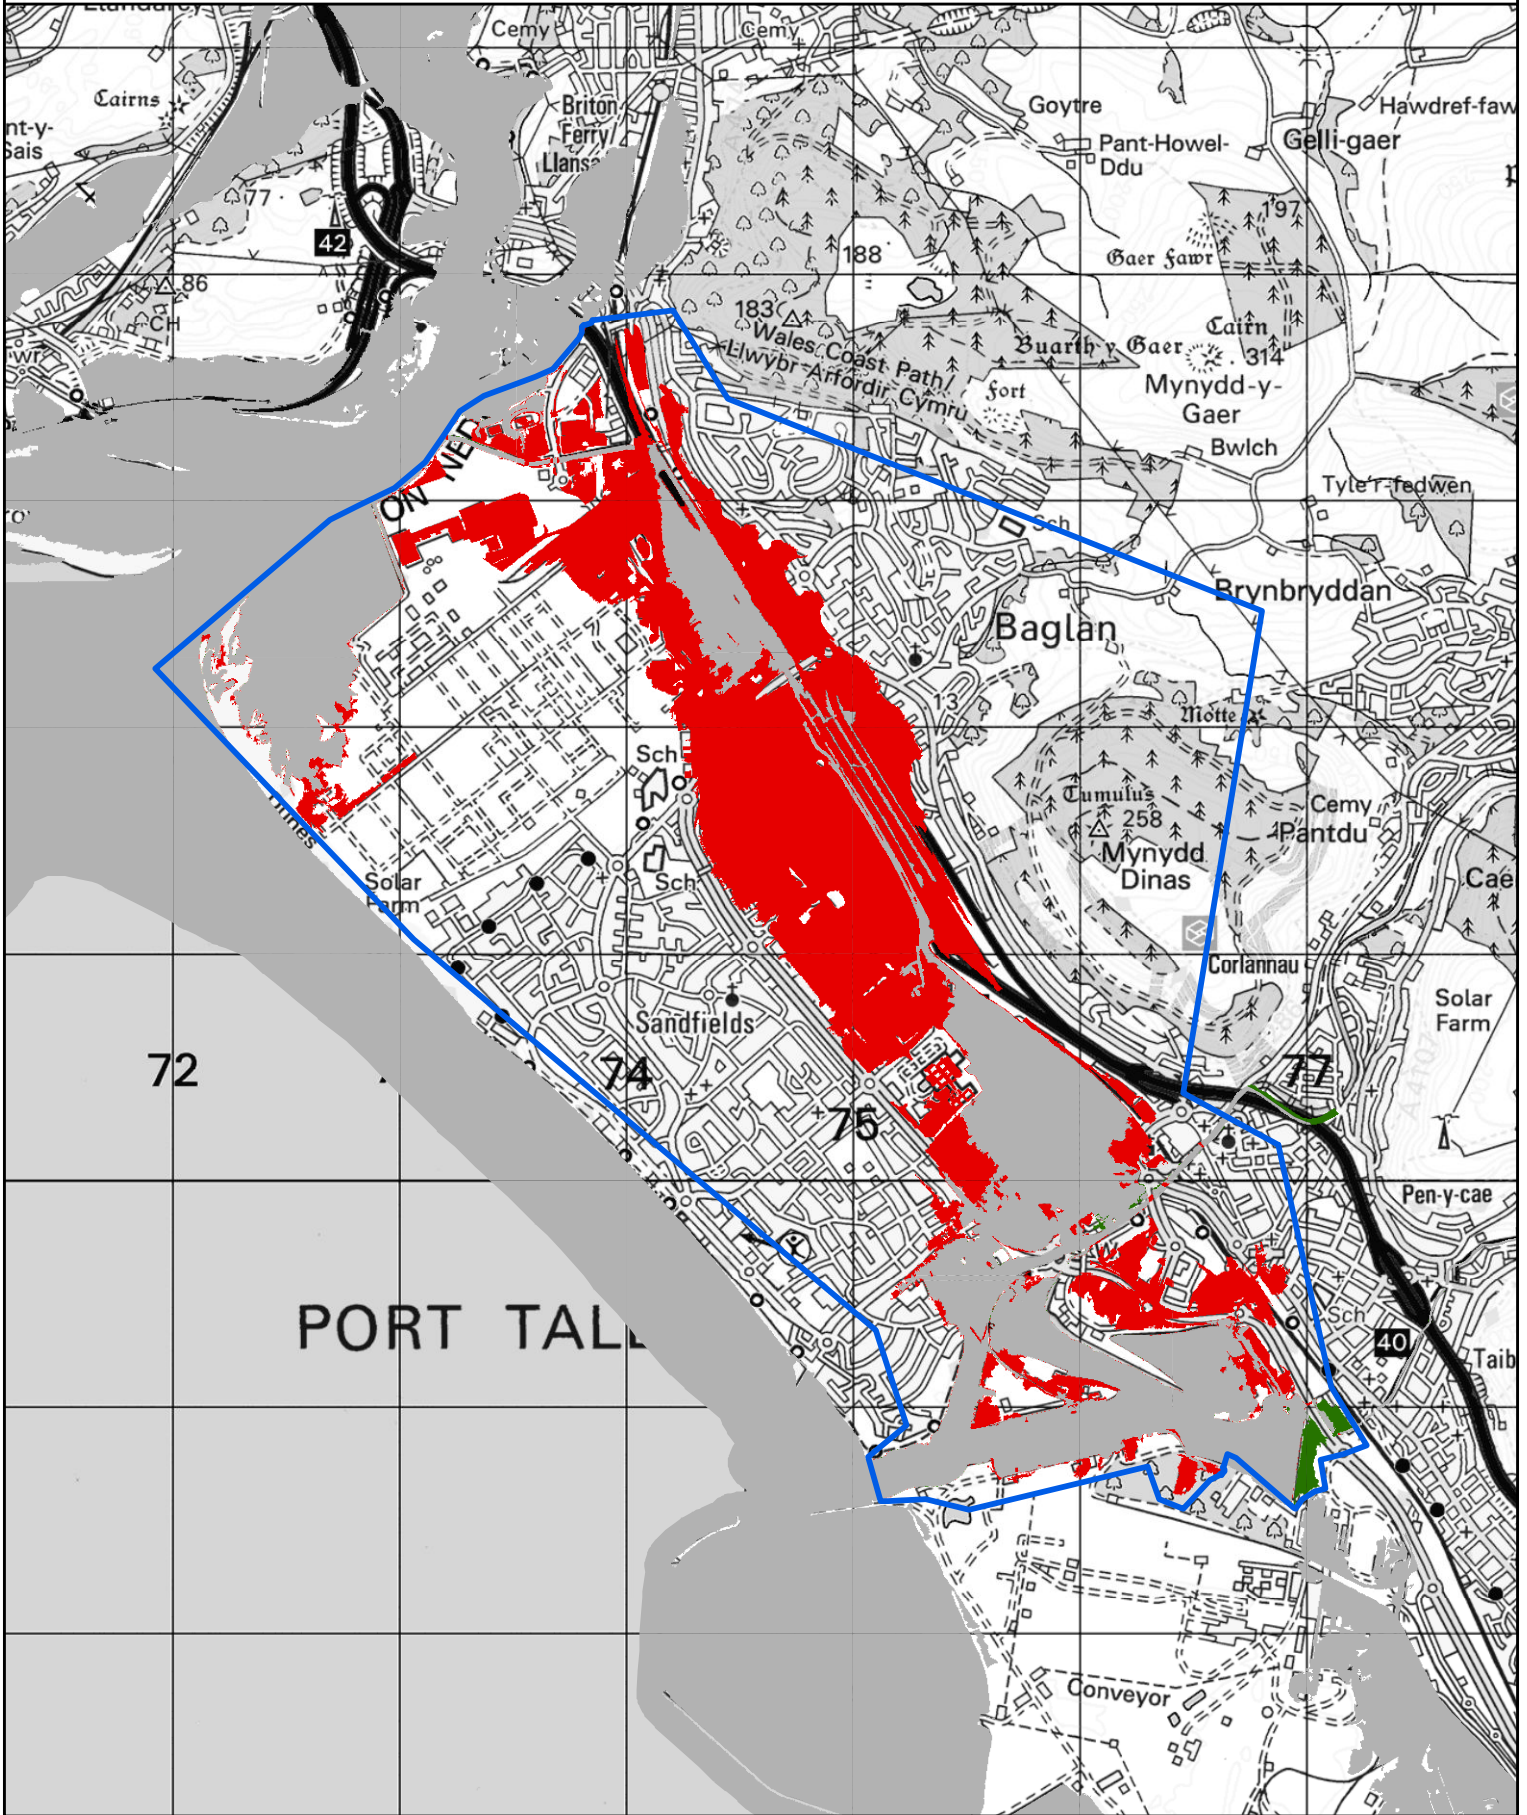 Cemy
Cemy
Cairns
Briton
Ferry/
Goytre
Hawdref-faw
nt-y-
Sais
Pant-Howel-
Ddu
Gelli-gaer
77
97
42
188
Gaer Fawr
86
CH
183
Cairn
314
Wales Coast Path/
Llwybr Arfordir Cymru
Buarth y Gaer
Fort
Mynydd-y-
Gaer
Bwlch
Tyle'r-fedwen
ON NED
Sch
Brynbryddan
Baglan
13
Motte
Sch
Tumulus
258
Cemy
Pantdu
Mynydd
Dinas
Dunes
Solar
Farm
Sch
Cae
Corlannau
Solar
Farm
Sandfields
72
74
77
75
A4107
Pen-y-cae
PORT TAL
Sch
40
Taib
Conveyor